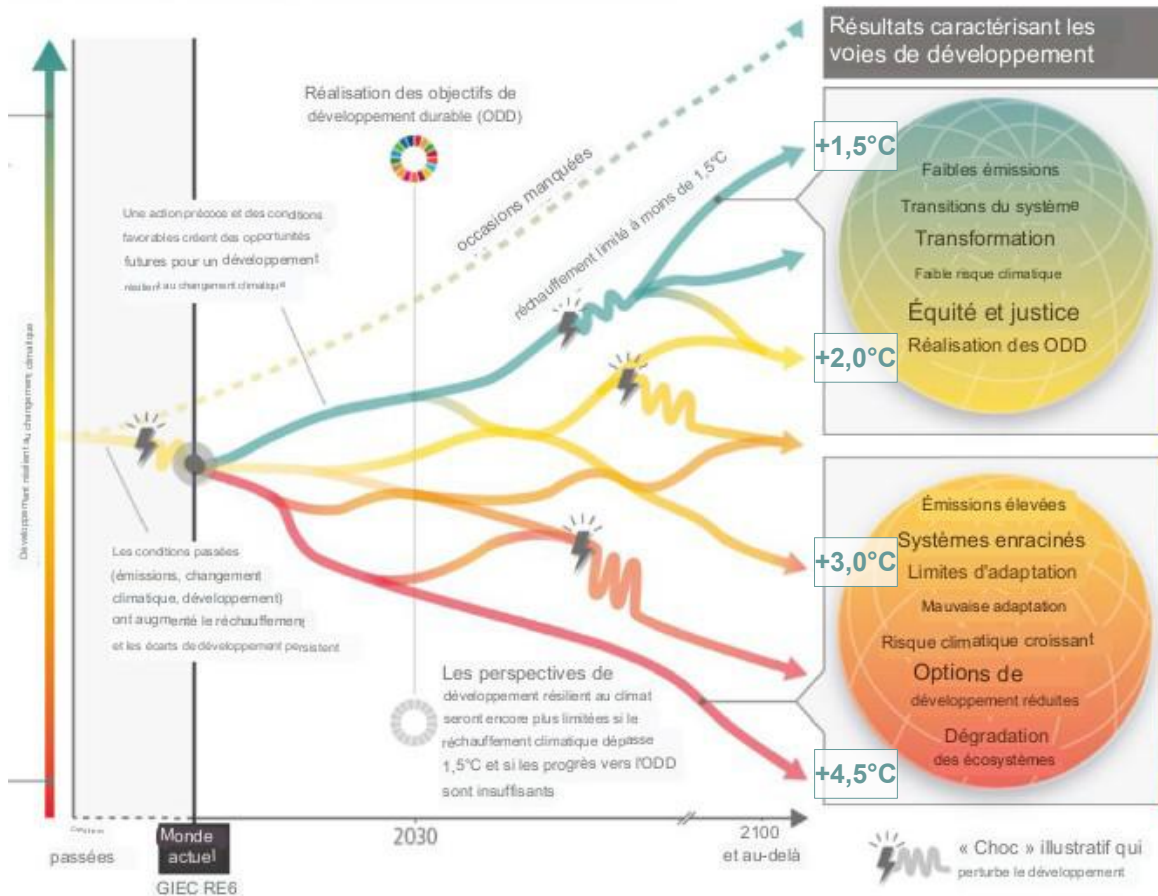 Résultats caractérisant les
voies de développement
Réalisation des objectifs de
développement durable (ODD)
occasions manquées
réchauffement limité à moins de 1,5°C
Une action précoce et des conditions
favorables créent des opportunités
futures pour un développement
résilient au changement climatique
Développement résilient Au changement climatique
+1,5°C
Faibles émissions
Transitions du système
Transformation
Faible risque climatique
Équité et justice
Réalisation des ODD
+2,0°C
Les conditions passées
(émissions, changement
climatique, développement)
ont augmenté le réchauffement
et les écarts de développement persistent
+3,0°C
Émissions élevées
Systèmes enracinés
Limites d'adaptation
Mauvaise adaptation
Risque climatique croissant
Options de
développement réduites
Dégradation
des écosystèmes
+4,5°C
Les perspectives de
développement résilient au climat
seront encore plus limitées si le
réchauffement climatique dépasse
1,5°C et si les progrès vers l'ODD
sont insuffisants
passées
Monde
actuel
GIEC RE6
2030
2100
et au-delà
« Choc » illustratif qui
perturbe le développement